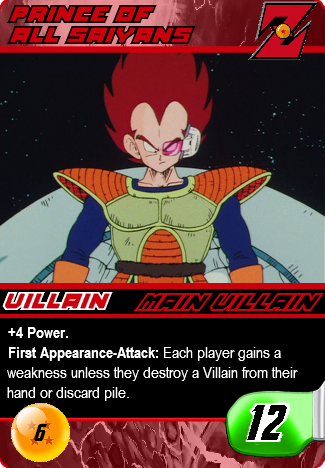 PRINCE OF
ALL SAIYANS
VILLAIN
MAIN VILLAIN
+4 Power.
First Appearance-Attack: Each player gains a
weakness unless they destroy a Villain from their
hand or discard pile.
6
12